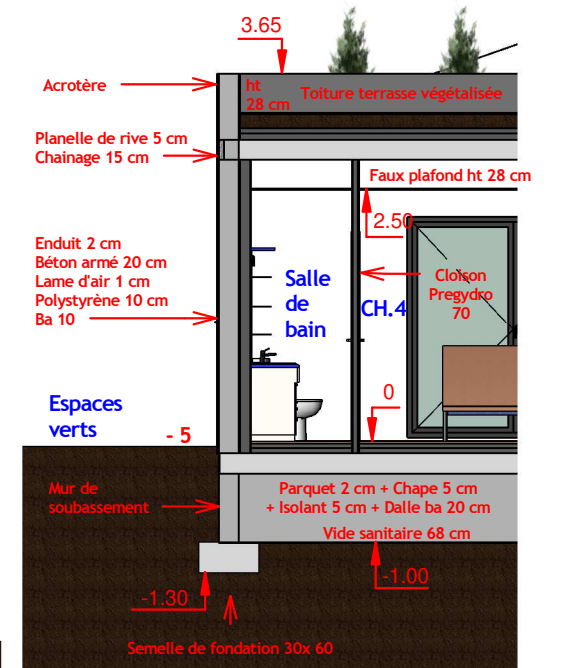 3.65
Acrotère
ht
28 cm
Toiture terrasse végétalisée
Planelle de rive 5 cm
Chainage 15 cm
Faux plafond ht 28 cm
2.50
Enduit 2 cm
Béton armé 20 cm
Lame d'air 1 cm
Polystyrène 10 cm
Ba 10
Salle
de
bain
CH.4
Cloison
Pregydro
70
Espaces
verts
- 5
0
Mur de
soubassement
Parquet 2 cm + Chape 5 cm
+ Isolant 5 cm + Dalle ba 20 cm
Vide sanitaire 68 cm
-1.00
-1.30
Semelle de fondation 30x 60